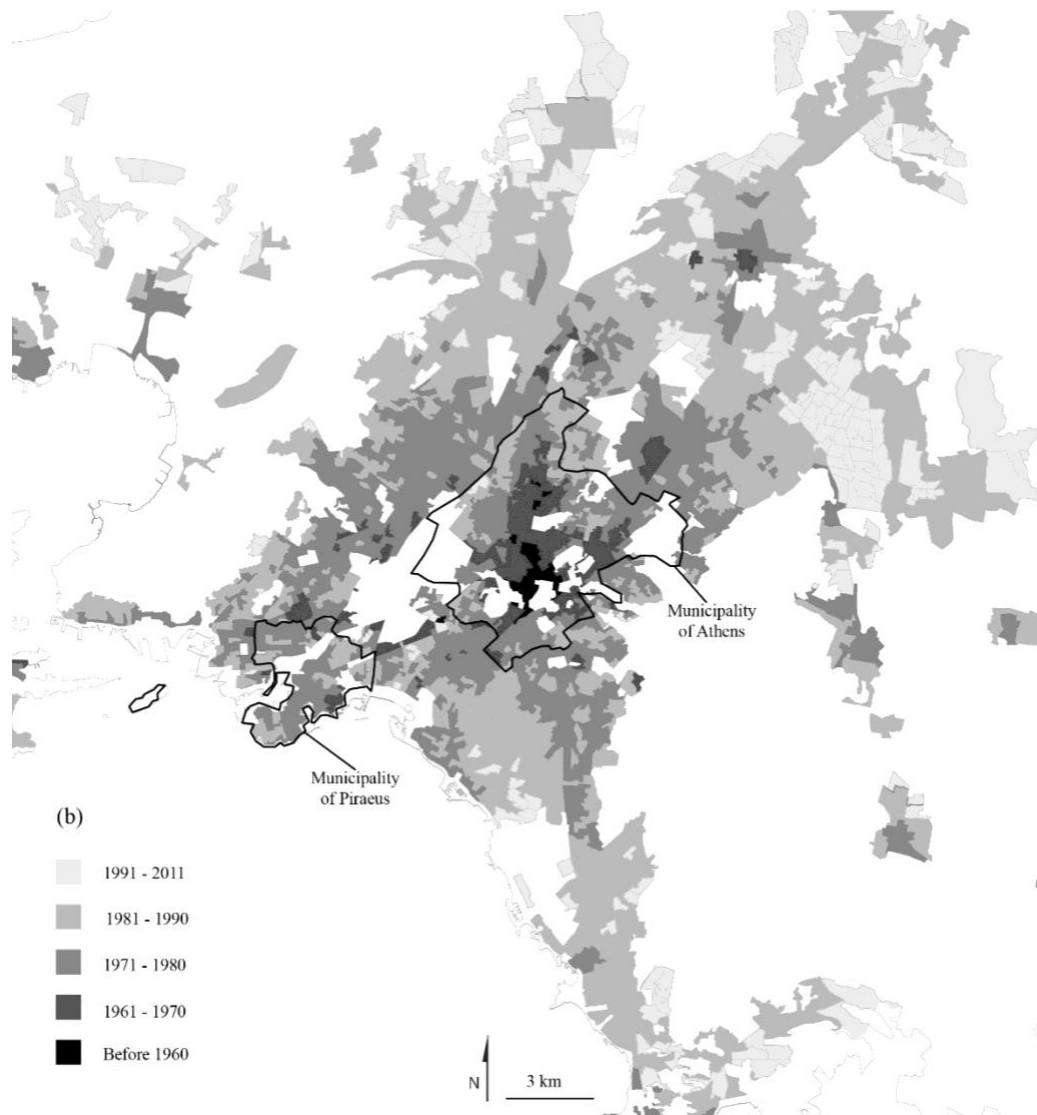 Municipality
of Athens
Municipality
of Piraeus
(b)
1991 - 2011
1981 - 1990
1971 - 1980
1961 - 1970
Before 1960
N
3 km